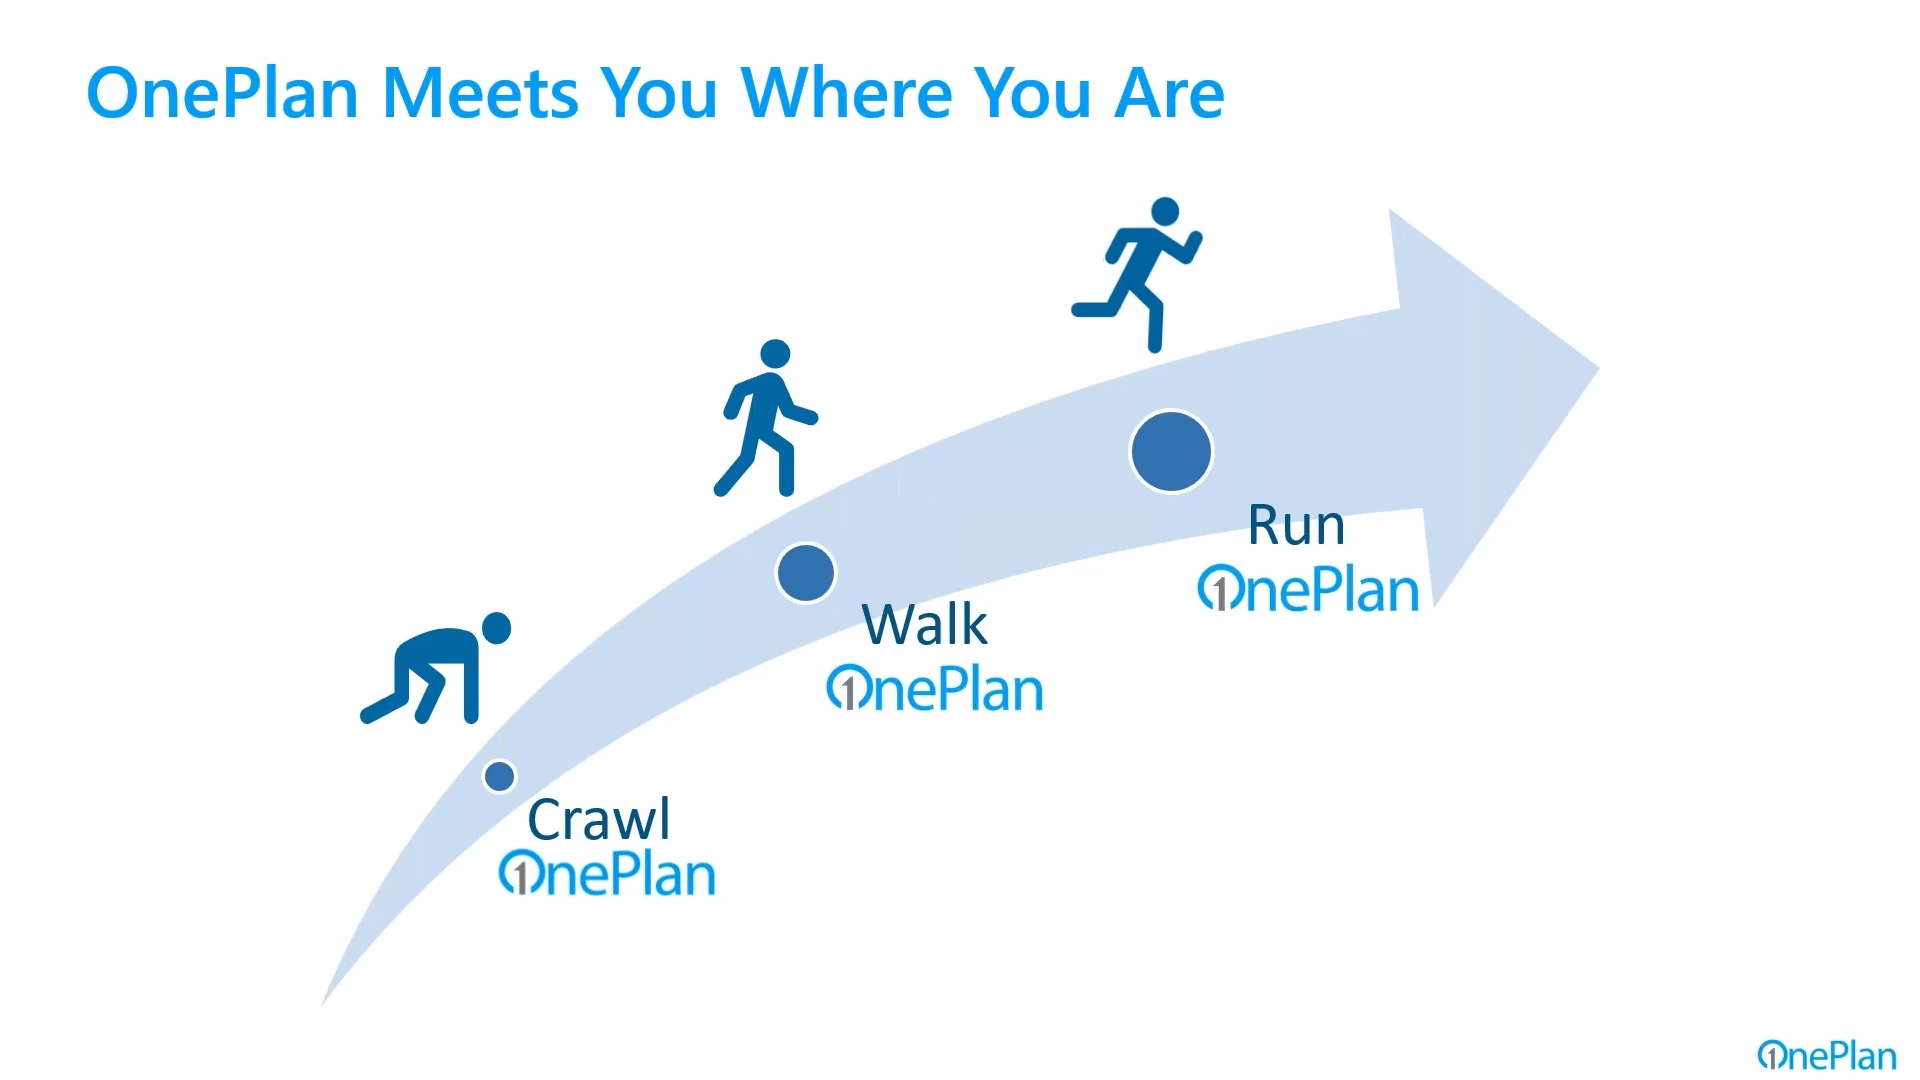 OnePlan Meets You Where You Are
Run
OnePlan
Walk
OnePlan
Crawl
OnePlan
OnePlan